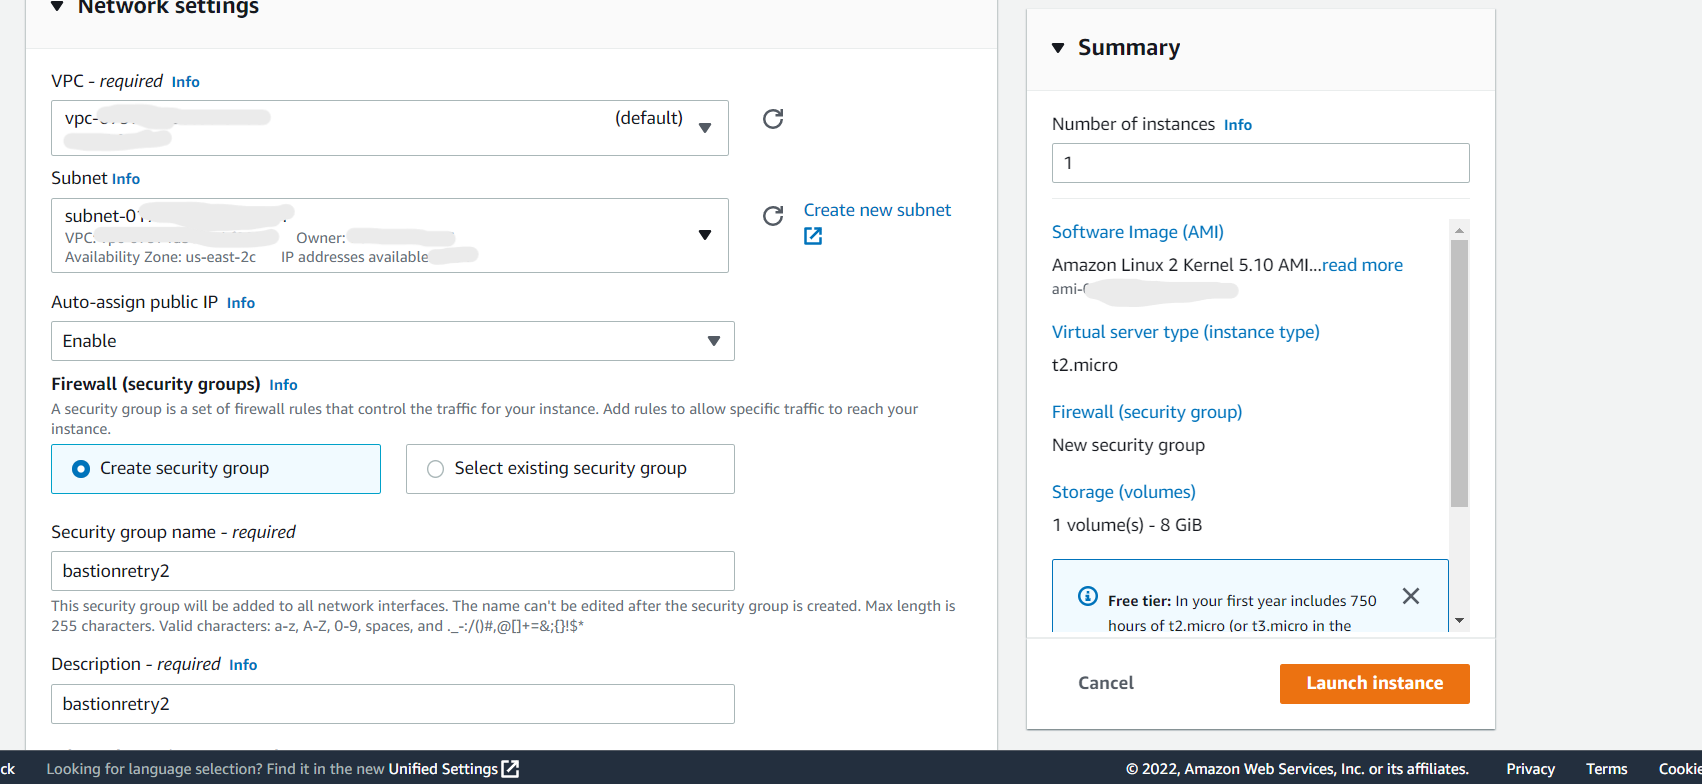 Network settings
VPC - required Info
vpc- (default)
Subnet Info
subnet-01
VPC: Owner:
Availability Zone: us-east-2c IP addresses available
Create new subnet
Auto-assign public IP Info
Enable
Firewall (security groups) Info
A security group is a set of firewall rules that control the traffic for your instance. Add rules to allow specific traffic to reach your
instance.
Create security group
Select existing security group
Security group name - required
bastionretry2
This security group will be added to all network interfaces. The name can't be edited after the security group is created. Max length is
255 characters. Valid characters: a-z, A-Z, 0-9, spaces, and ._-:/()#,@[]+=&;{}!$*
Description - required Info
bastionretry2
Summary
Number of instances Info
1
Software Image (AMI)
Amazon Linux 2 Kernel 5.10 AMI...read more
ami-
Virtual server type (instance type)
t2.micro
Firewall (security group)
New security group
Storage (volumes)
1 volume(s) - 8 GiB
Free tier: In your first year includes 750
hours of t2.micro (or t3.micro in the
Cancel
Launch instance
ck Looking for language selection? Find it in the new Unified Settings
© 2022, Amazon Web Services, Inc. or its affiliates. Privacy Terms Cookie